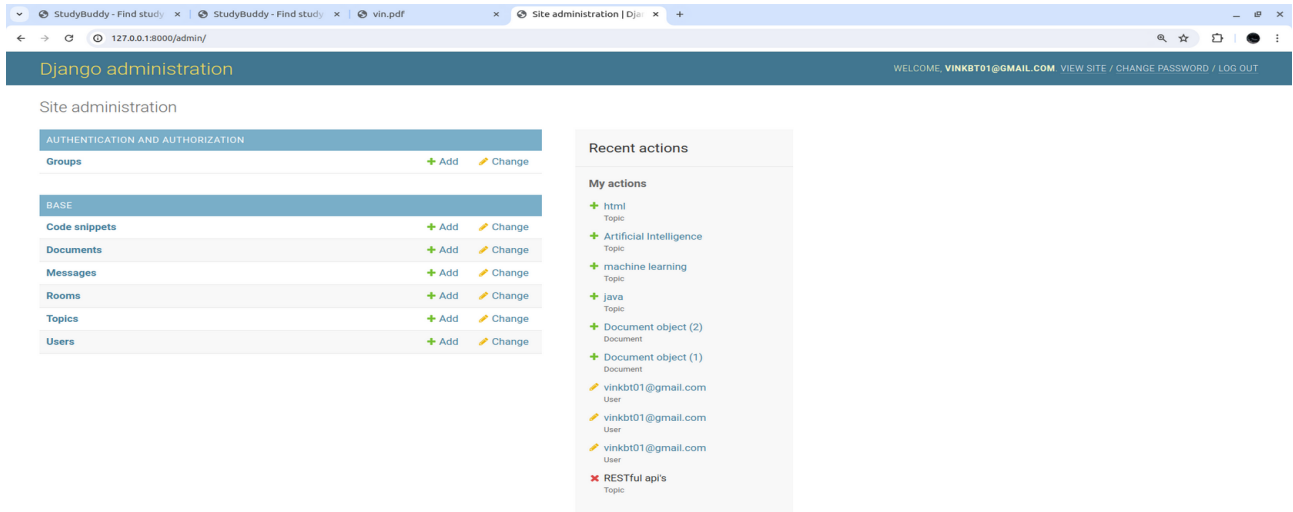 StudyBuddy - Find study
StudyBuddy - Find study
vin.pdf
Site administration | Dja
127.0.0.1:8000/admin/
Django administration
WELCOME, VINKBT01@GMAIL.COM. VIEW SITE / CHANGE PASSWORD / LOG OUT
Site administration
AUTHENTICATION AND AUTHORIZATION
Groups Add Change
BASE
Code snippets Add Change
Documents Add Change
Messages Add Change
Rooms Add Change
Topics Add Change
Users Add Change
Recent actions
My actions
html
Topic
Artificial Intelligence
Topic
machine learning
Topic
java
Topic
Document object (2)
Document
Document object (1)
Document
vinkbt01@gmail.com
User
vinkbt01@gmail.com
User
vinkbt01@gmail.com
User
RESTful api's
Topic